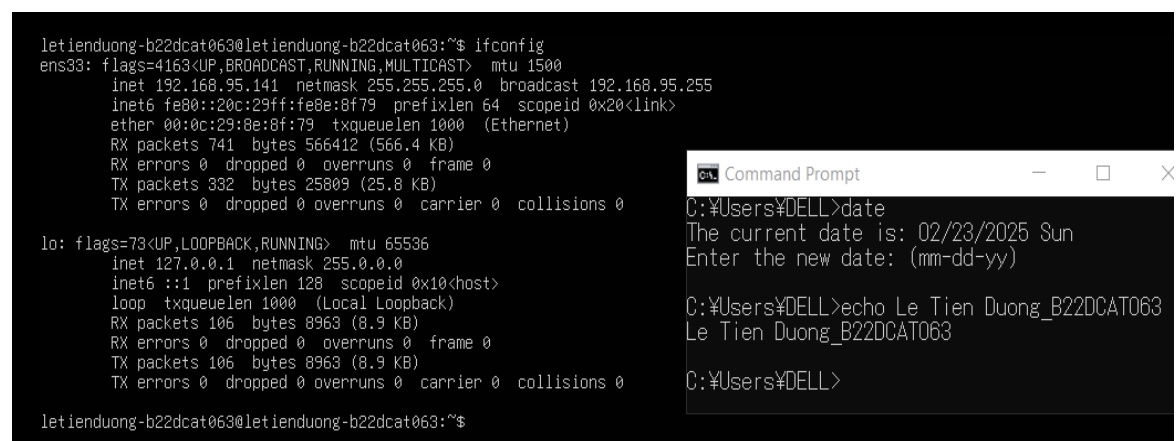 letienduong-b22dcat063@letienduong-b22dcat063:~$ ifconfig
ens33: flags=4163<UP,BROADCAST,RUNNING,MULTICAST>  mtu 1500
        inet 192.168.95.141  netmask 255.255.255.0  broadcast 192.168.95.255
        inet6 fe80::20c:29ff:fe8e:8f79  prefixlen 64  scopeid 0x20<link>
        ether 00:0c:29:8e:8f:79  txqueuelen 1000  (Ethernet)
        RX packets 741  bytes 566412 (566.4 KB)
        RX errors 0  dropped 0  overruns 0  frame 0
        TX packets 332  bytes 25809 (25.8 KB)
        TX errors 0  dropped 0 overruns 0  carrier 0  collisions 0

lo: flags=73<UP,LOOPBACK,RUNNING>  mtu 65536
        inet 127.0.0.1  netmask 255.0.0.0
        inet6 ::1  prefixlen 128  scopeid 0x10<host>
        loop  txqueuelen 1000  (Local Loopback)
        RX packets 106  bytes 8963 (8.9 KB)
        RX errors 0  dropped 0  overruns 0  frame 0
        TX packets 106  bytes 8963 (8.9 KB)
        TX errors 0  dropped 0 overruns 0  carrier 0  collisions 0

letienduong-b22dcat063@letienduong-b22dcat063:~$
Command Prompt
C:¥Users¥DELL>date
The current date is: 02/23/2025 Sun
Enter the new date: (mm-dd-yy)

C:¥Users¥DELL>echo Le Tien Duong_B22DCAT063
Le Tien Duong_B22DCAT063

C:¥Users¥DELL>